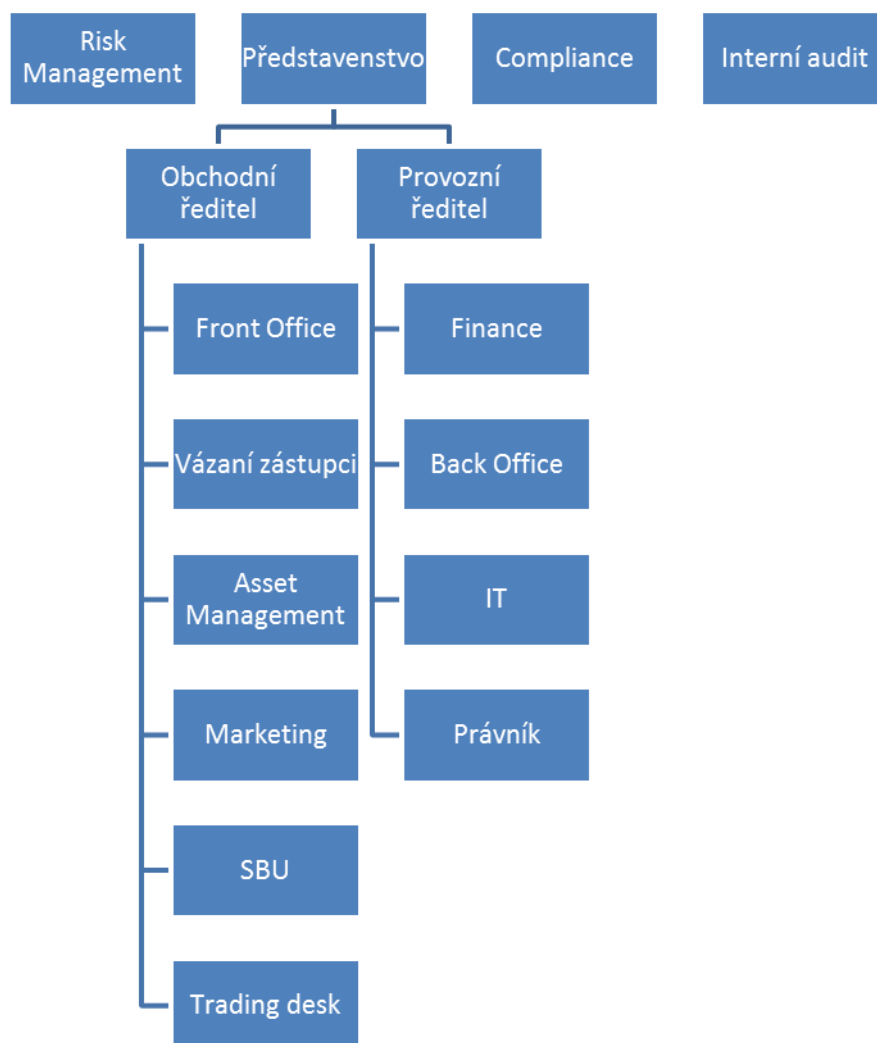 Risk
Management
Představenstvo
Compliance
Interní audit
Obchodní
ředitel
Provozní
ředitel
Front Office
Finance
Vázaní zástupci
Back Office
Asset
Management
IT
Marketing
Právník
SBU
Trading desk